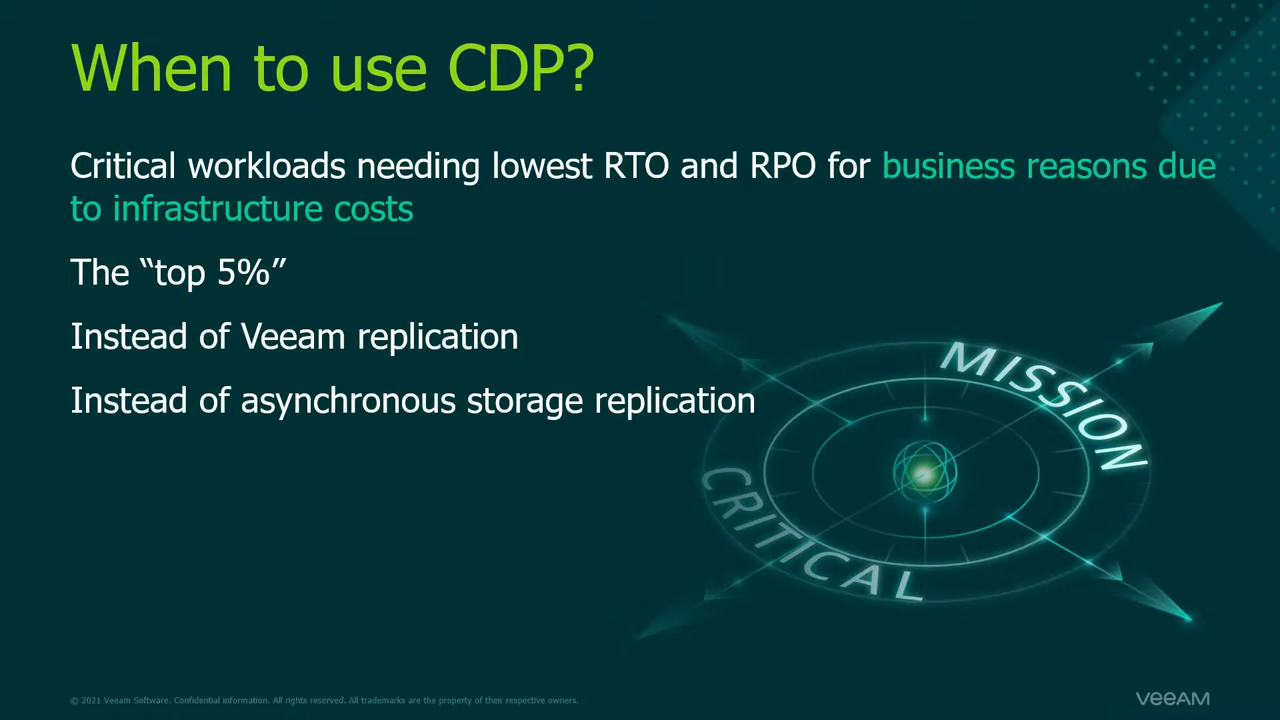 When to use CDP?
Critical workloads needing lowest RTO and RPO for business reasons due
to infrastructure costs
The “top 5%”
Instead of Veeam replication
Instead of asynchronous storage replication
MISSION
CRITICAL
© 2021 Veeam Software. Confidential information. All rights reserved. All trademarks are the property of their respective owners.
VEEAM